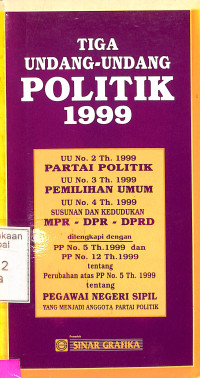 TIGA
UNDANG-UNDANG
POLITIK
1999
UU No. 2 Th. 1999
PARTAI POLITIK
UU No. 3 Th. 1999
PEMILIHAN UMUM
UU No. 4 Th. 1999
SUSUNAN DAN KEDUDUKAN
MPR - DPR - DPRD
dilengkapi dengan
PP No. 5 Th.1999 dan
PP No. 12 Th.1999
tentang
Perubahan atas PP No. 5 Th. 1999
tentang
PEGAWAI NEGERI SIPIL
YANG MENJADI ANGGOTA PARTAI POLITIK
SINAR GRAFIKA
2